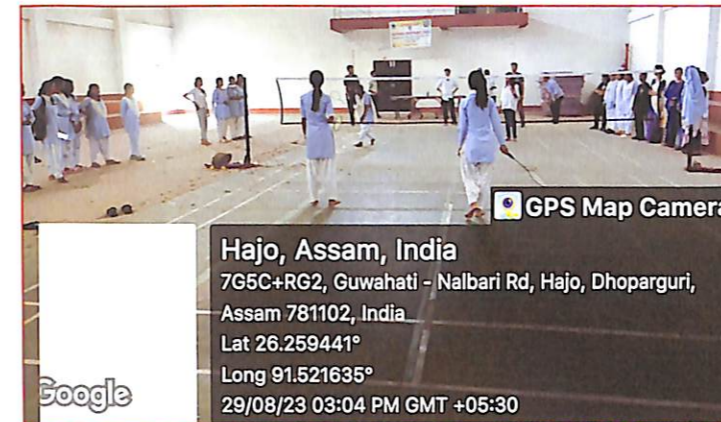 GPS Map Camera
Hajo, Assam, India
7G5C+RG2, Guwahati - Nalbari Rd, Hajo, Dhoparguri,
Assam 781102, India
Lat 26.259441°
Long 91.521635°
29/08/23 03:04 PM GMT +05:30
Google